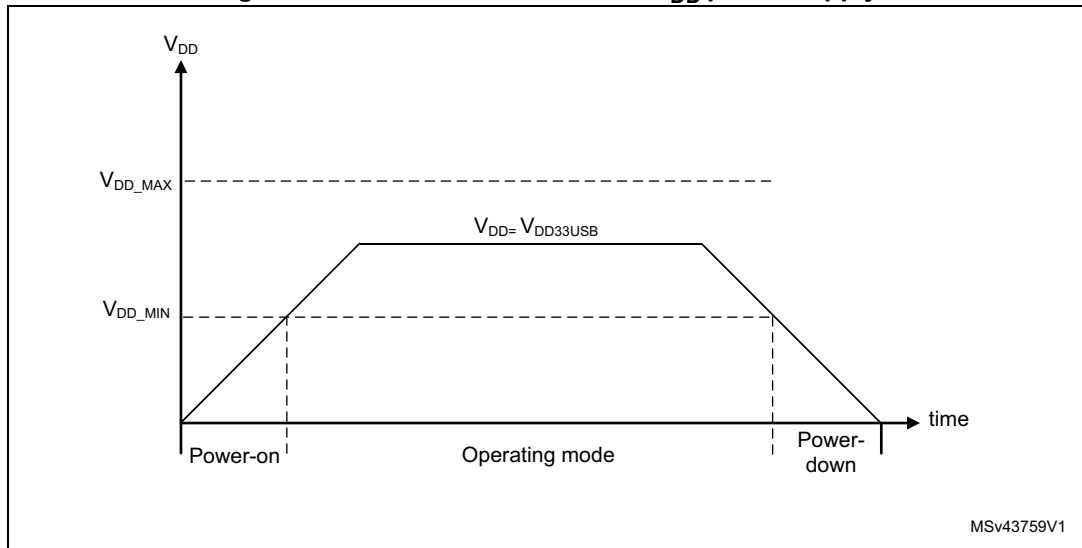 V_DD
V_DD_MAX
V_DD= V_DD33USB
V_DD_MIN
time
Power-on
Operating mode
Power-
down
MSv43759V1